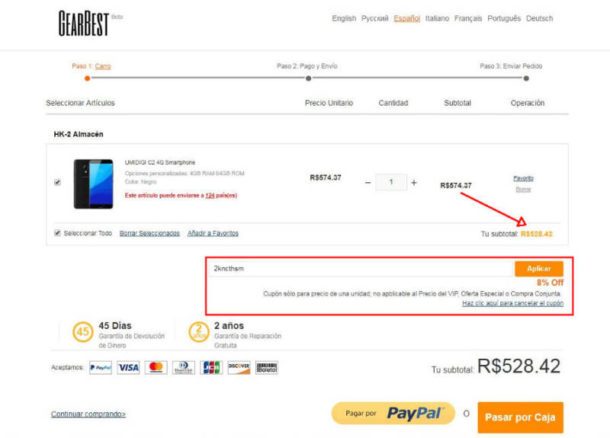 GEARBEST Beta
English Русский Español Italiano Français Português Deutsch
Paso 1: Carro
Paso 2: Pago y Envío
Paso 3: Enviar Pedido
Seleccionar Artículos Precio Unitario Cantidad Subtotal Operación
HK-2 Almacén
UMIDIGI C2 4G Smartphone
Opciones personalizadas: 4GB RAM 64GB ROM
Color: Negro
Este artículo puede enviarse a 124 país(es)
R$574.37 – 1 + R$574.37
Favorito
Borrar
Seleccionar Todo Borrar Seleccionados Añadir a Favoritos
Tu subtotal: R$528.42
2kncthsm Aplicar
8% Off
Cupón sólo para precio de una unidad, no applicable al Precio del VIP, Oferta Especial o Compra Conjunta.
Haz clic aquí para cancelar el cupón
45 45 Días
Garantía de Devolución
de Dinero
2 2 años
Garantía de Reparación
Gratuita
Aceptamos: PayPal VISA JCB DISCOVER
Tu subtotal: R$528.42
Continuar comprando>
Pagar por PayPal O Pasar por Caja